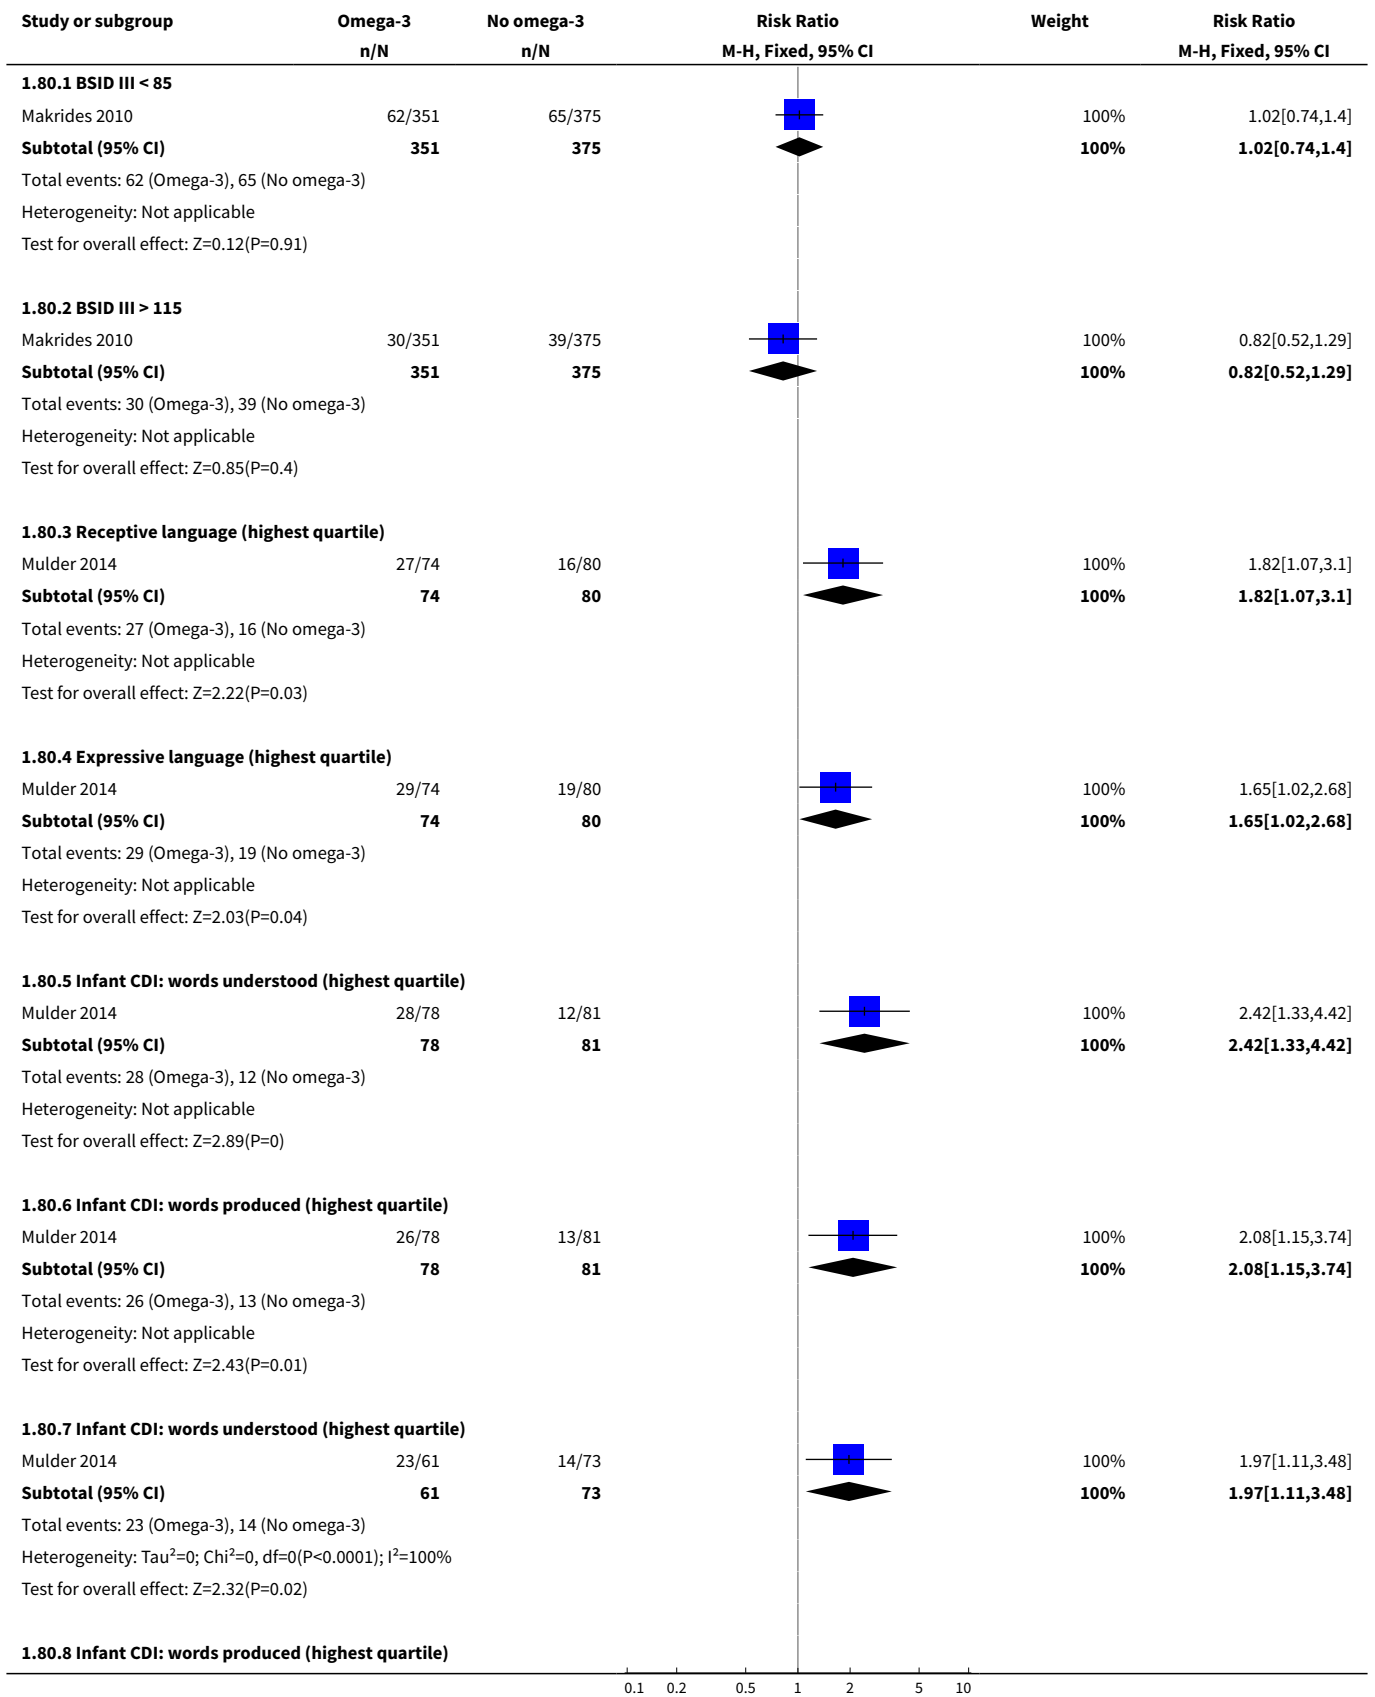 Study or subgroup Omega-3 No omega-3 Risk Ratio Weight Risk Ratio
n/N n/N M-H, Fixed, 95% CI M-H, Fixed, 95% CI
1.80.1 BSID III < 85
Makrides 2010 62/351 65/375 100% 1.02[0.74,1.4]
Subtotal (95% CI) 351 375 100% 1.02[0.74,1.4]
Total events: 62 (Omega-3), 65 (No omega-3)
Heterogeneity: Not applicable
Test for overall effect: Z=0.12(P=0.91)
1.80.2 BSID III > 115
Makrides 2010 30/351 39/375 100% 0.82[0.52,1.29]
Subtotal (95% CI) 351 375 100% 0.82[0.52,1.29]
Total events: 30 (Omega-3), 39 (No omega-3)
Heterogeneity: Not applicable
Test for overall effect: Z=0.85(P=0.4)
1.80.3 Receptive language (highest quartile)
Mulder 2014 27/74 16/80 100% 1.82[1.07,3.1]
Subtotal (95% CI) 74 80 100% 1.82[1.07,3.1]
Total events: 27 (Omega-3), 16 (No omega-3)
Heterogeneity: Not applicable
Test for overall effect: Z=2.22(P=0.03)
1.80.4 Expressive language (highest quartile)
Mulder 2014 29/74 19/80 100% 1.65[1.02,2.68]
Subtotal (95% CI) 74 80 100% 1.65[1.02,2.68]
Total events: 29 (Omega-3), 19 (No omega-3)
Heterogeneity: Not applicable
Test for overall effect: Z=2.03(P=0.04)
1.80.5 Infant CDI: words understood (highest quartile)
Mulder 2014 28/78 12/81 100% 2.42[1.33,4.42]
Subtotal (95% CI) 78 81 100% 2.42[1.33,4.42]
Total events: 28 (Omega-3), 12 (No omega-3)
Heterogeneity: Not applicable
Test for overall effect: Z=2.89(P=0)
1.80.6 Infant CDI: words produced (highest quartile)
Mulder 2014 26/78 13/81 100% 2.08[1.15,3.74]
Subtotal (95% CI) 78 81 100% 2.08[1.15,3.74]
Total events: 26 (Omega-3), 13 (No omega-3)
Heterogeneity: Not applicable
Test for overall effect: Z=2.43(P=0.01)
1.80.7 Infant CDI: words understood (highest quartile)
Mulder 2014 23/61 14/73 100% 1.97[1.11,3.48]
Subtotal (95% CI) 61 73 100% 1.97[1.11,3.48]
Total events: 23 (Omega-3), 14 (No omega-3)
Heterogeneity: Tau²=0; Chi²=0, df=0(P<0.0001); I²=100%
Test for overall effect: Z=2.32(P=0.02)
1.80.8 Infant CDI: words produced (highest quartile)
0.1 0.2 0.5 1 2 5 10